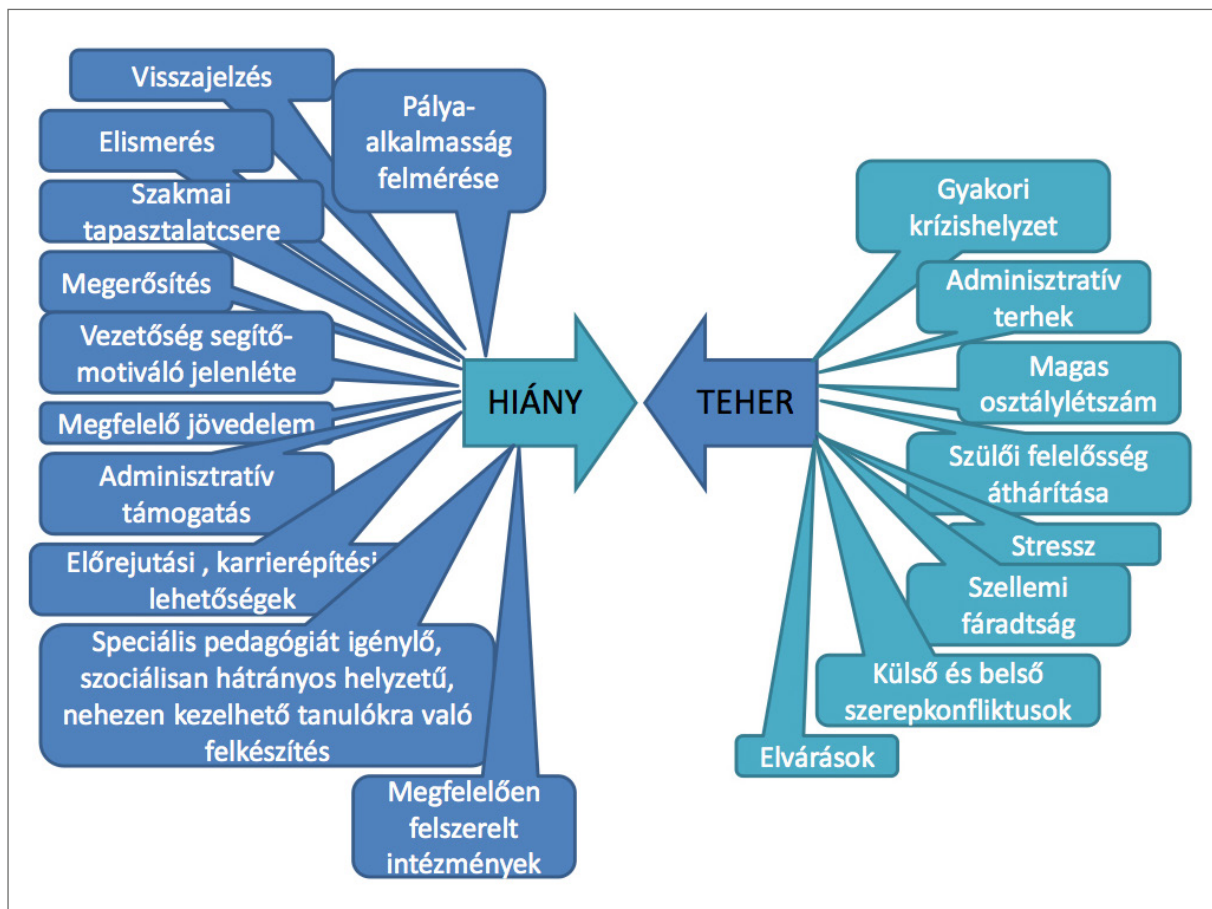 Visszajelzés
Elismerés
Szakmai
tapasztalatcsere
Megerősítés
Vezetőség segítő-
motiváló jelenléte
Megfelelő jövedelem
Adminisztratív
támogatás
Előrejutási , karrierépítési
lehetőségek
Speciális pedagógiát igénylő,
szociálisan hátrányos helyzetű,
nehezen kezelhető tanulókra való
felkészítés
Megfelelően
felszerelt
intézmények
Pálya-
alkalmasság
felmérése
HIÁNY
TEHER
Gyakori
krízishelyzet
Adminisztratív
terhek
Magas
osztálylétszám
Szülői felelősség
áthárítása
Stressz
Szellemi
fáradtság
Külső és belső
szerepkonfliktusok
Elvárások